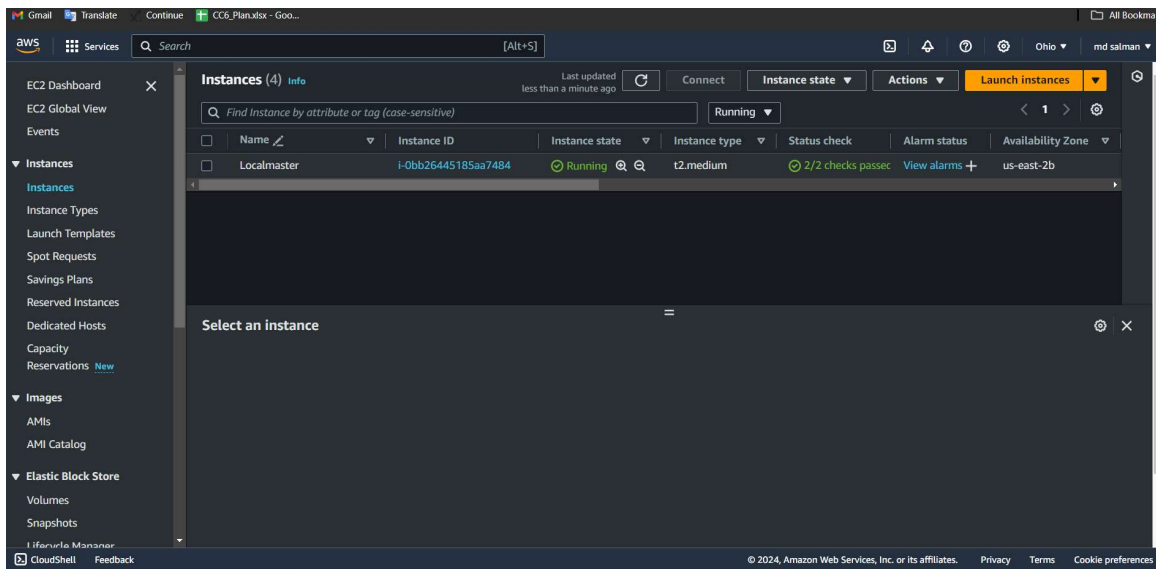 Gmail Translate Continue CC6_Plan.xlsx - Goo... All Bookma
aws Services Search [Alt+S] Ohio md salman
EC2 Dashboard
EC2 Global View
Events
Instances
Instances
Instance Types
Launch Templates
Spot Requests
Savings Plans
Reserved Instances
Dedicated Hosts
Capacity
Reservations New
Images
AMIs
AMI Catalog
Elastic Block Store
Volumes
Snapshots
Lifecycle Manager
Instances (4) Info
Last updated
less than a minute ago
Connect Instance state Actions Launch instances
Find Instance by attribute or tag (case-sensitive) Running 1
Name Instance ID Instance state Instance type Status check Alarm status Availability Zone
Localmaster i-0bb26445185aa7484 Running t2.medium 2/2 checks passec View alarms + us-east-2b
Select an instance
CloudShell Feedback © 2024, Amazon Web Services, Inc. or its affiliates. Privacy Terms Cookie preferences